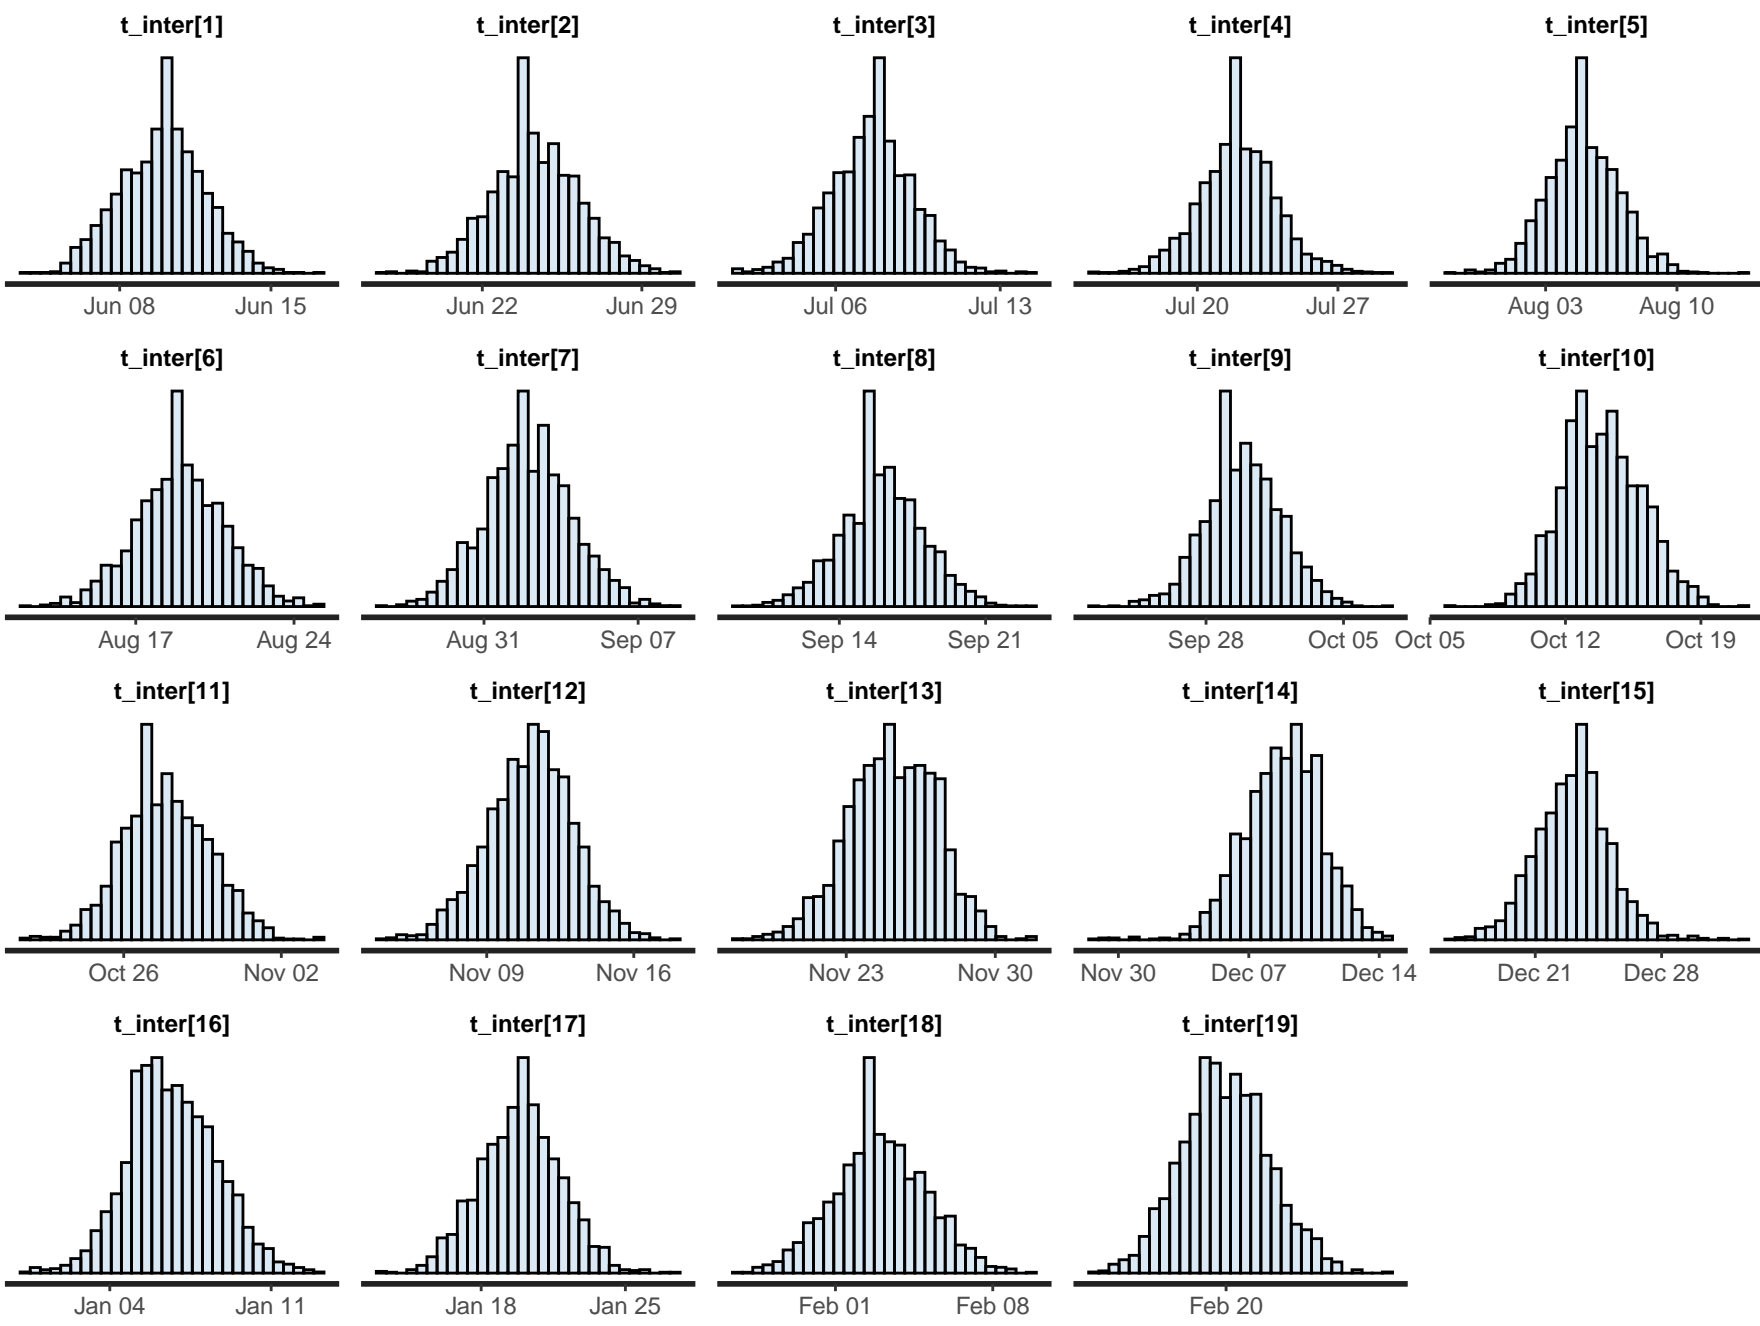 t_inter[1] t_inter[2] t_inter[3] t_inter[4] t_inter[5]
Jun 08 Jun 15 Jun 22 Jun 29 Jul 06 Jul 13 Jul 20 Jul 27 Aug 03 Aug 10
t_inter[6] t_inter[7] t_inter[8] t_inter[9] t_inter[10]
Aug 17 Aug 24 Aug 31 Sep 07 Sep 14 Sep 21 Sep 28 Oct 05 Oct 05 Oct 12 Oct 19
t_inter[11] t_inter[12] t_inter[13] t_inter[14] t_inter[15]
Oct 26 Nov 02 Nov 09 Nov 16 Nov 23 Nov 30 Nov 30 Dec 07 Dec 14 Dec 21 Dec 28
t_inter[16] t_inter[17] t_inter[18] t_inter[19]
Jan 04 Jan 11 Jan 18 Jan 25 Feb 01 Feb 08 Feb 20